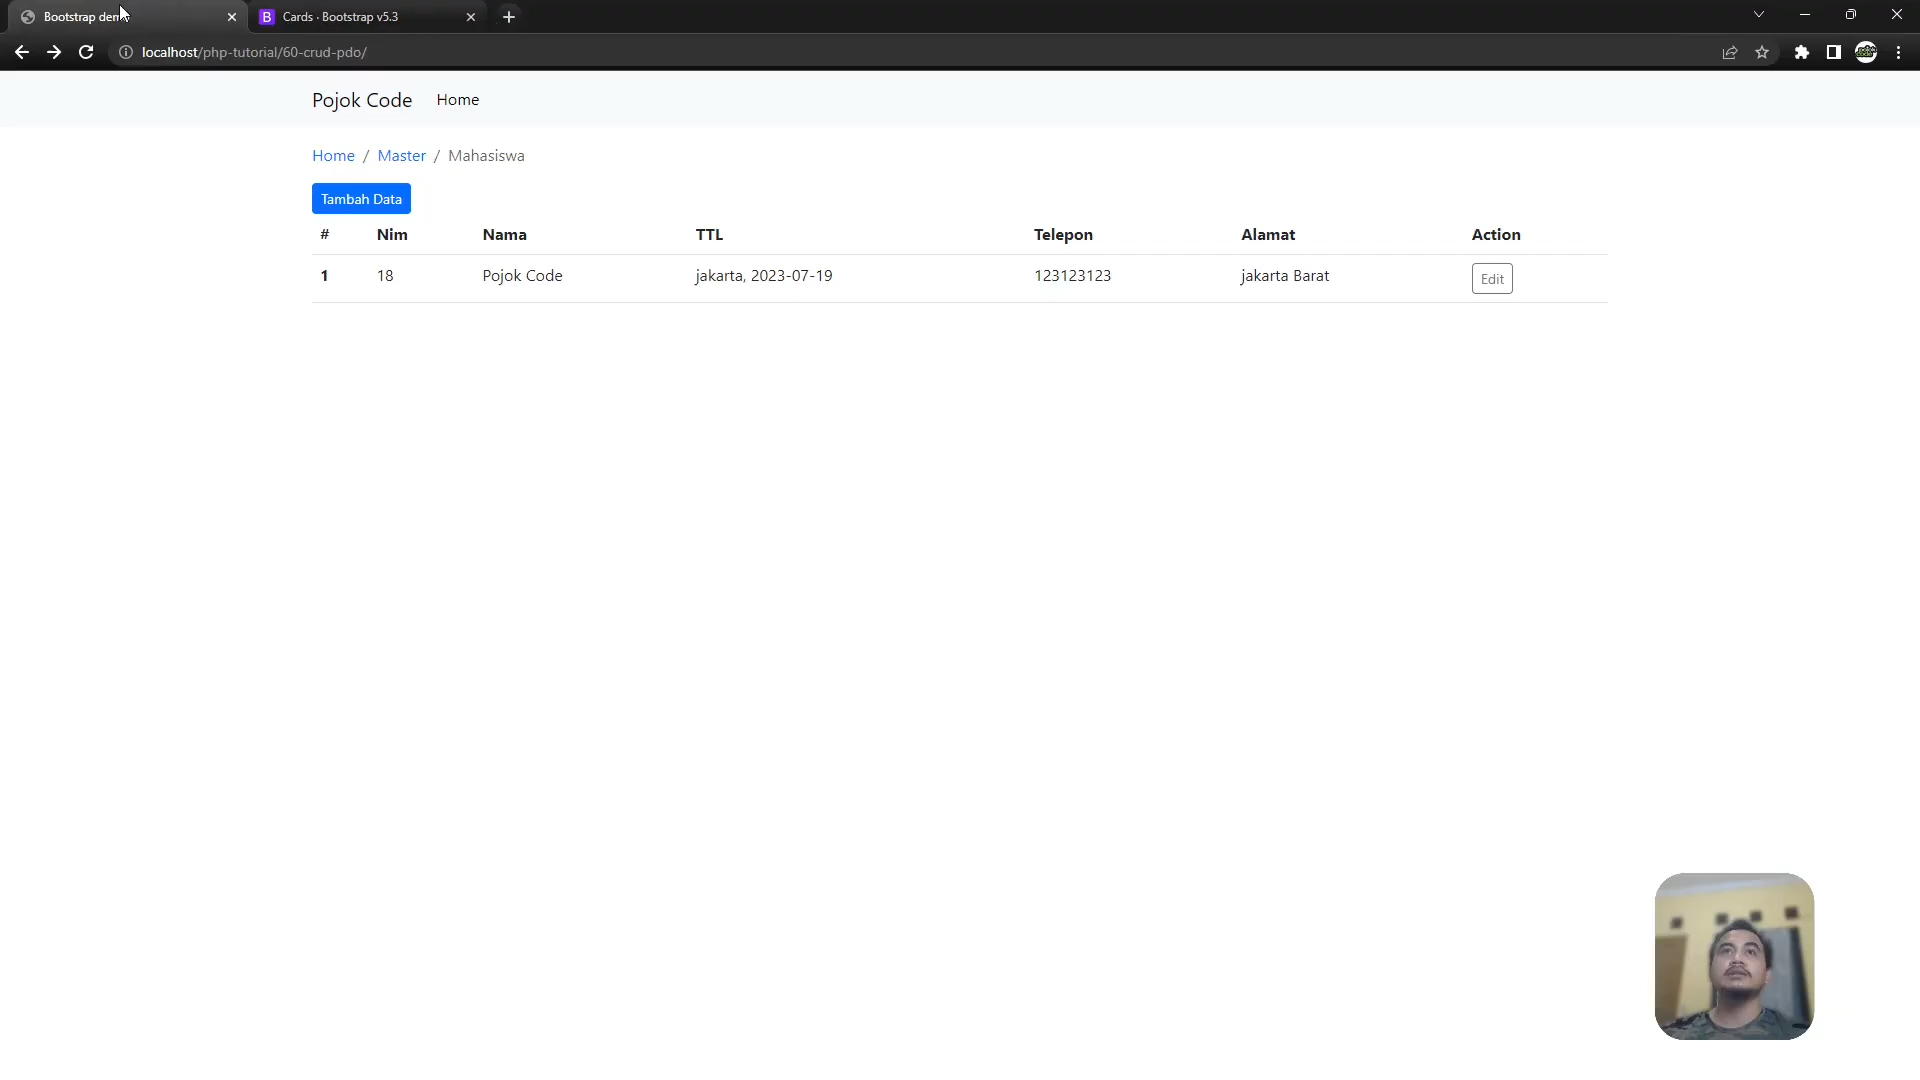 Bootstrap dem
Cards · Bootstrap v5.3
localhost/php-tutorial/60-crud-pdo/
Pojok Code Home
Home / Master / Mahasiswa
Tambah Data
# Nim Nama TTL Telepon Alamat Action
1 18 Pojok Code jakarta, 2023-07-19 123123123 jakarta Barat Edit